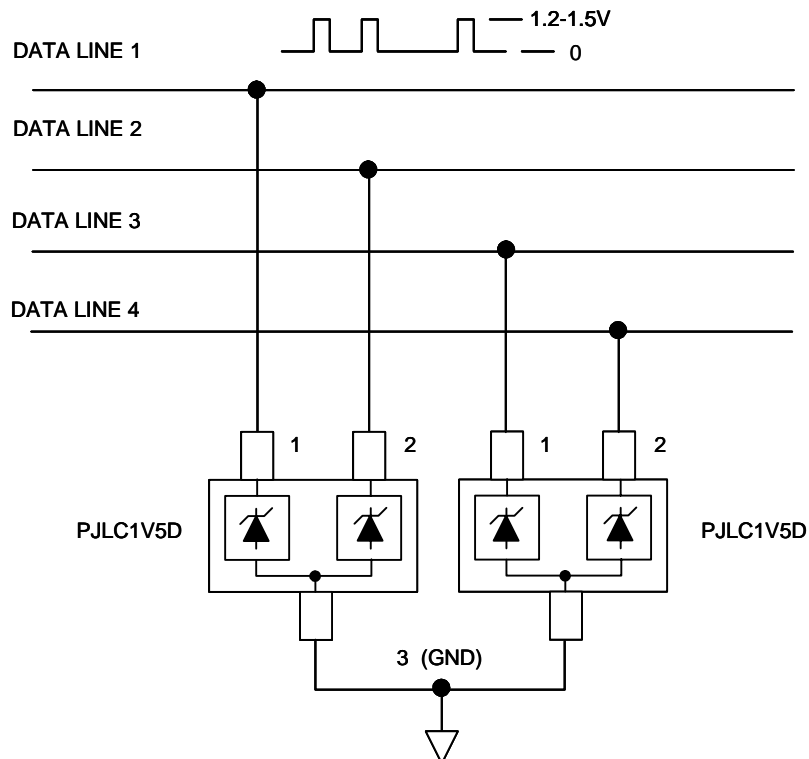 1.2-1.5V
DATA LINE 1
0
DATA LINE 2
DATA LINE 3
DATA LINE 4
1
2
1
2
PJLC1V5D
PJLC1V5D
3 (GND)